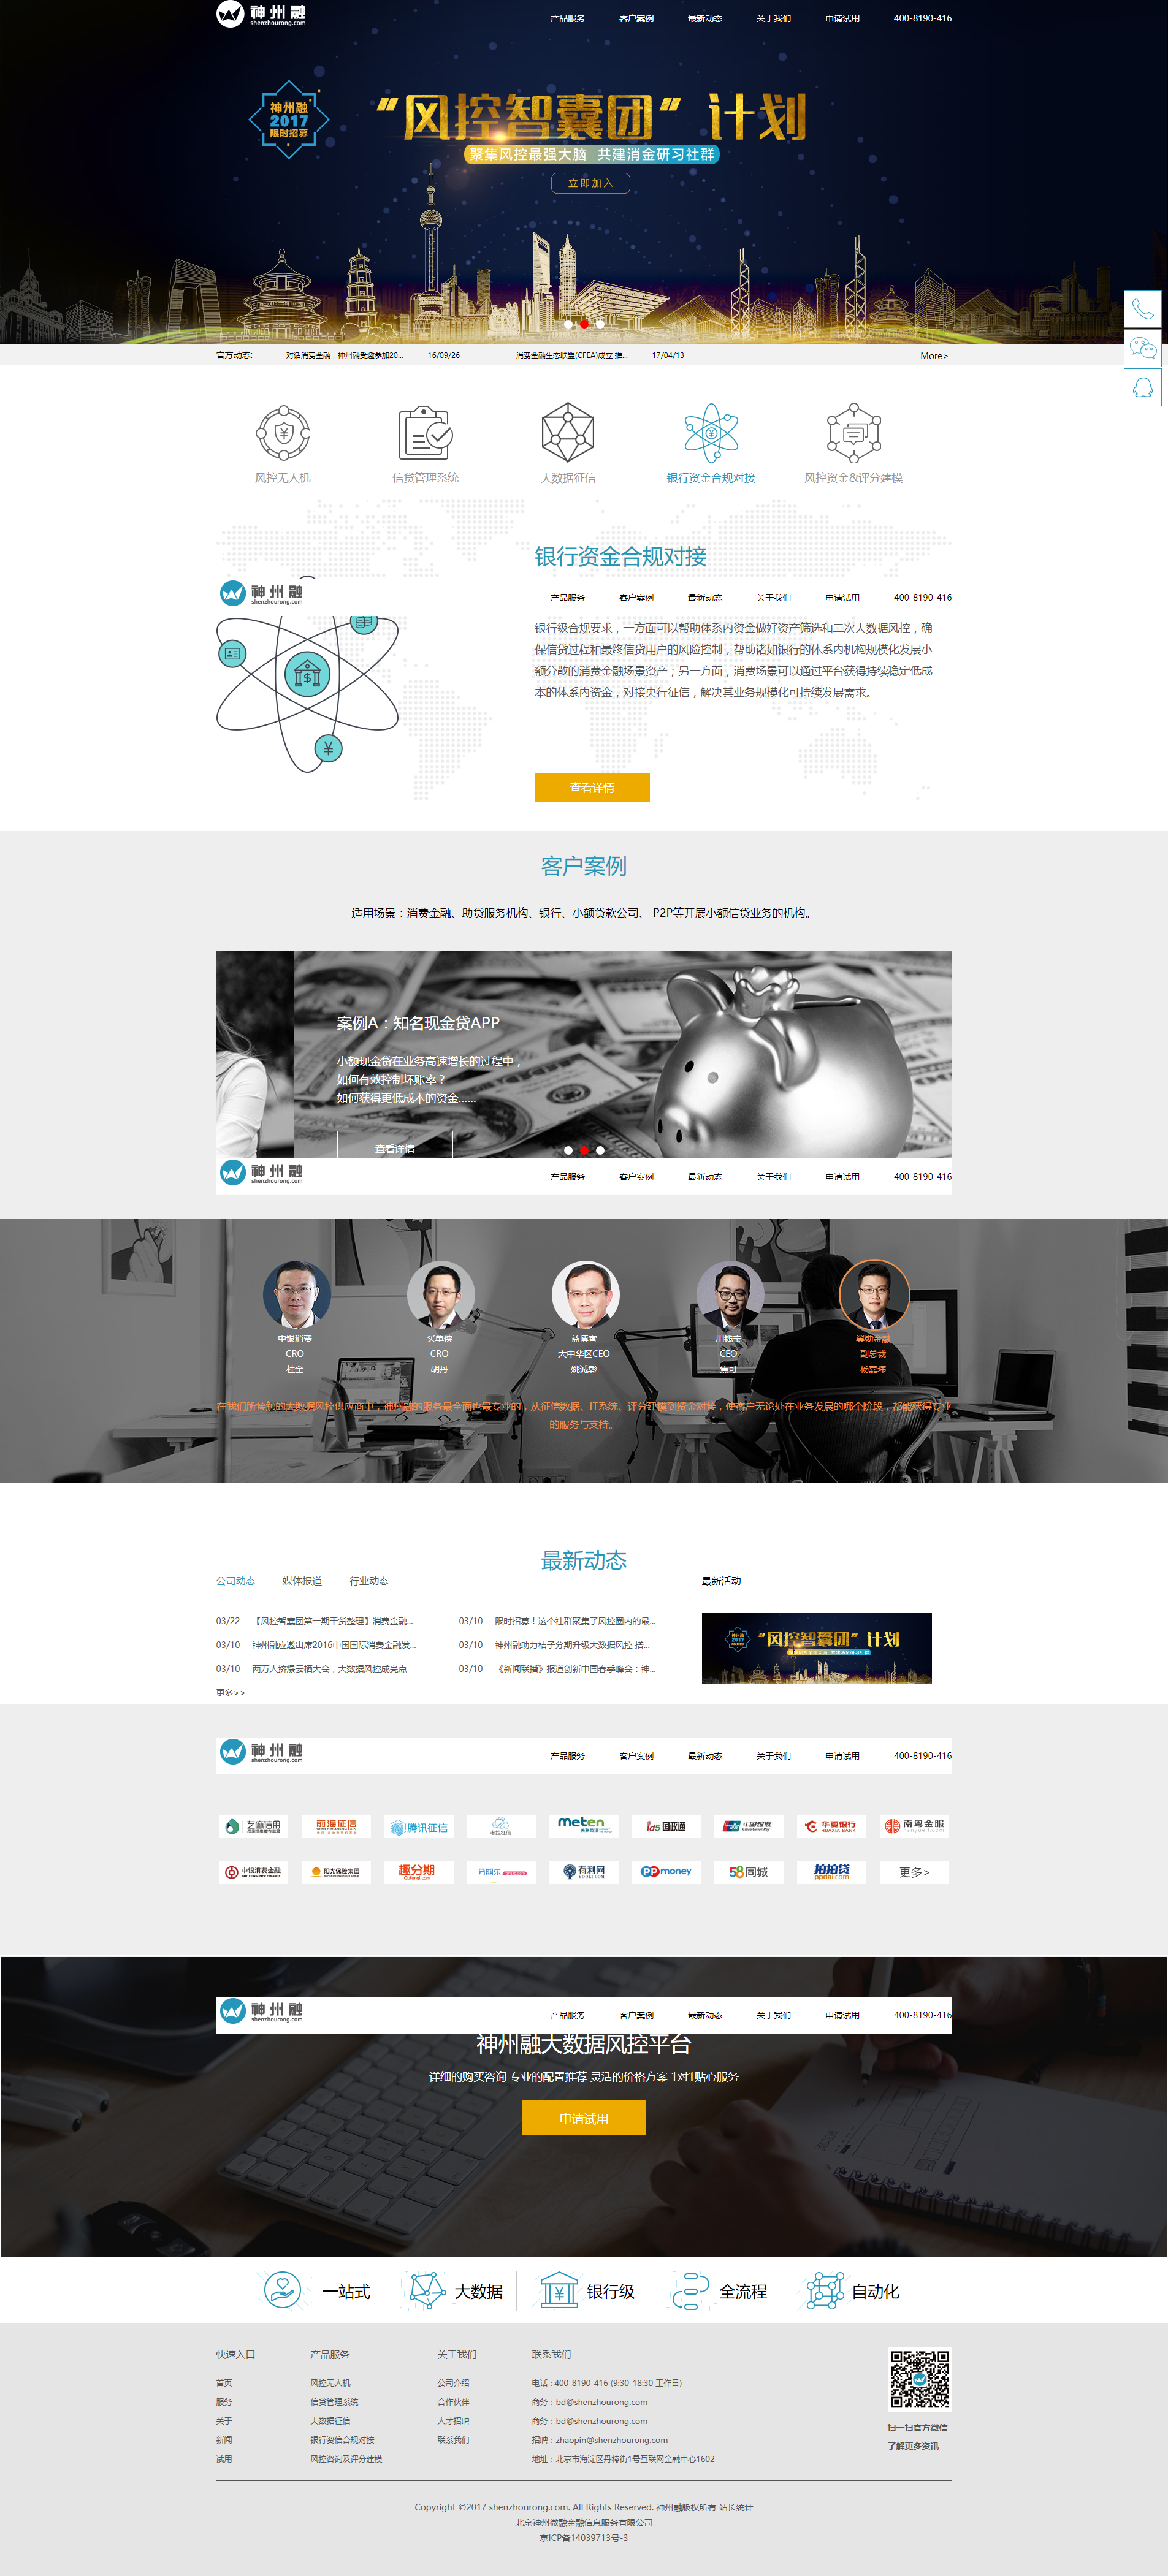 神州融
shenzhourong.com
产品服务 客户案例 最新动态 关于我们 申请试用 400-8190-416
神州融
2017
限时招募
“风控智囊团”计划
聚集风控最强大脑 共建消金研习社群
立即加入
官方动态: 对话消费金融，神州融受邀参加20... 16/09/26 消费金融生态联盟(CFEA)成立 推... 17/04/13 More>
风控无人机 信贷管理系统 大数据征信 银行资金合规对接 风控资金&评分建模
银行资金合规对接
神州融
shenzhourong.com
产品服务 客户案例 最新动态 关于我们 申请试用 400-8190-416
银行级合规要求，一方面可以帮助体系内资金做好资产筛选和二次大数据风控，确
保信贷过程和最终信贷用户的风险控制，帮助诸如银行的体系内机构规模化发展小
额分散的消费金融场景资产；另一方面，消费场景可以通过平台获得持续稳定低成
本的体系内资金，对接央行征信，解决其业务规模化可持续发展需求。
查看详情
客户案例
适用场景：消费金融、助贷服务机构、银行、小额贷款公司、 P2P等开展小额信贷业务的机构。
案例A：知名现金贷APP
小额现金贷在业务高速增长的过程中，
如何有效控制坏账率？
如何获得更低成本的资金......
查看详情
神州融
shenzhourong.com
产品服务 客户案例 最新动态 关于我们 申请试用 400-8190-416
中银消费 买单侠 益博睿 用钱宝 翼勋金融
CRO CRO 大中华区CEO CEO 副总裁
杜全 胡丹 姚诚彰 焦可 杨嘉玮
在我们所接触的大数据风控供应商中，神州融的服务最全面也最专业的，从征信数据、IT系统、评分建模到资金对接，使客户无论处在业务发展的哪个阶段，都能获得专业
的服务与支持。
最新动态
公司动态 媒体报道 行业动态 最新活动
03/22 | 【风控智囊团第一期干货整理】消费金融... 03/10 | 限时招募！这个社群聚集了风控圈内的最...
03/10 | 神州融应邀出席2016中国国际消费金融发... 03/10 | 神州融助力桔子分期升级大数据风控 搭...
03/10 | 两万人挤爆云栖大会，大数据风控成亮点 03/10 | 《新闻联播》报道创新中国春季峰会：神...
更多>>
“风控智囊团”计划
神州融
shenzhourong.com
产品服务 客户案例 最新动态 关于我们 申请试用 400-8190-416
芝麻信用 前海征信 腾讯征信 考拉征信 meten id5 国政通 中国银联 华夏银行 HUAXIA BANK 南粤金服
中银消费金融 阳光保险集团 趣分期 分期乐 有利网 PPmoney 58同城 拍拍贷 ppdai.com 更多>
神州融
shenzhourong.com
产品服务 客户案例 最新动态 关于我们 申请试用 400-8190-416
神州融大数据风控平台
详细的购买咨询 专业的配置推荐 灵活的价格方案 1对1贴心服务
申请试用
一站式 大数据 银行级 全流程 自动化
快速入口 产品服务 关于我们 联系我们
首页 风控无人机 公司介绍 电话：400-8190-416 (9:30-18:30 工作日)
服务 信贷管理系统 合作伙伴 商务：bd@shenzhourong.com
关于 大数据征信 人才招聘 商务：bd@shenzhourong.com
新闻 银行资信合规对接 联系我们 招聘：zhaopin@shenzhourong.com
试用 风控咨询及评分建模 地址：北京市海淀区丹棱街1号互联网金融中心1602
扫一扫官方微信
了解更多资讯
Copyright ©2017 shenzhourong.com. All Rights Reserved. 神州融版权所有 站长统计
北京神州微融金融信息服务有限公司
京ICP备14039713号-3